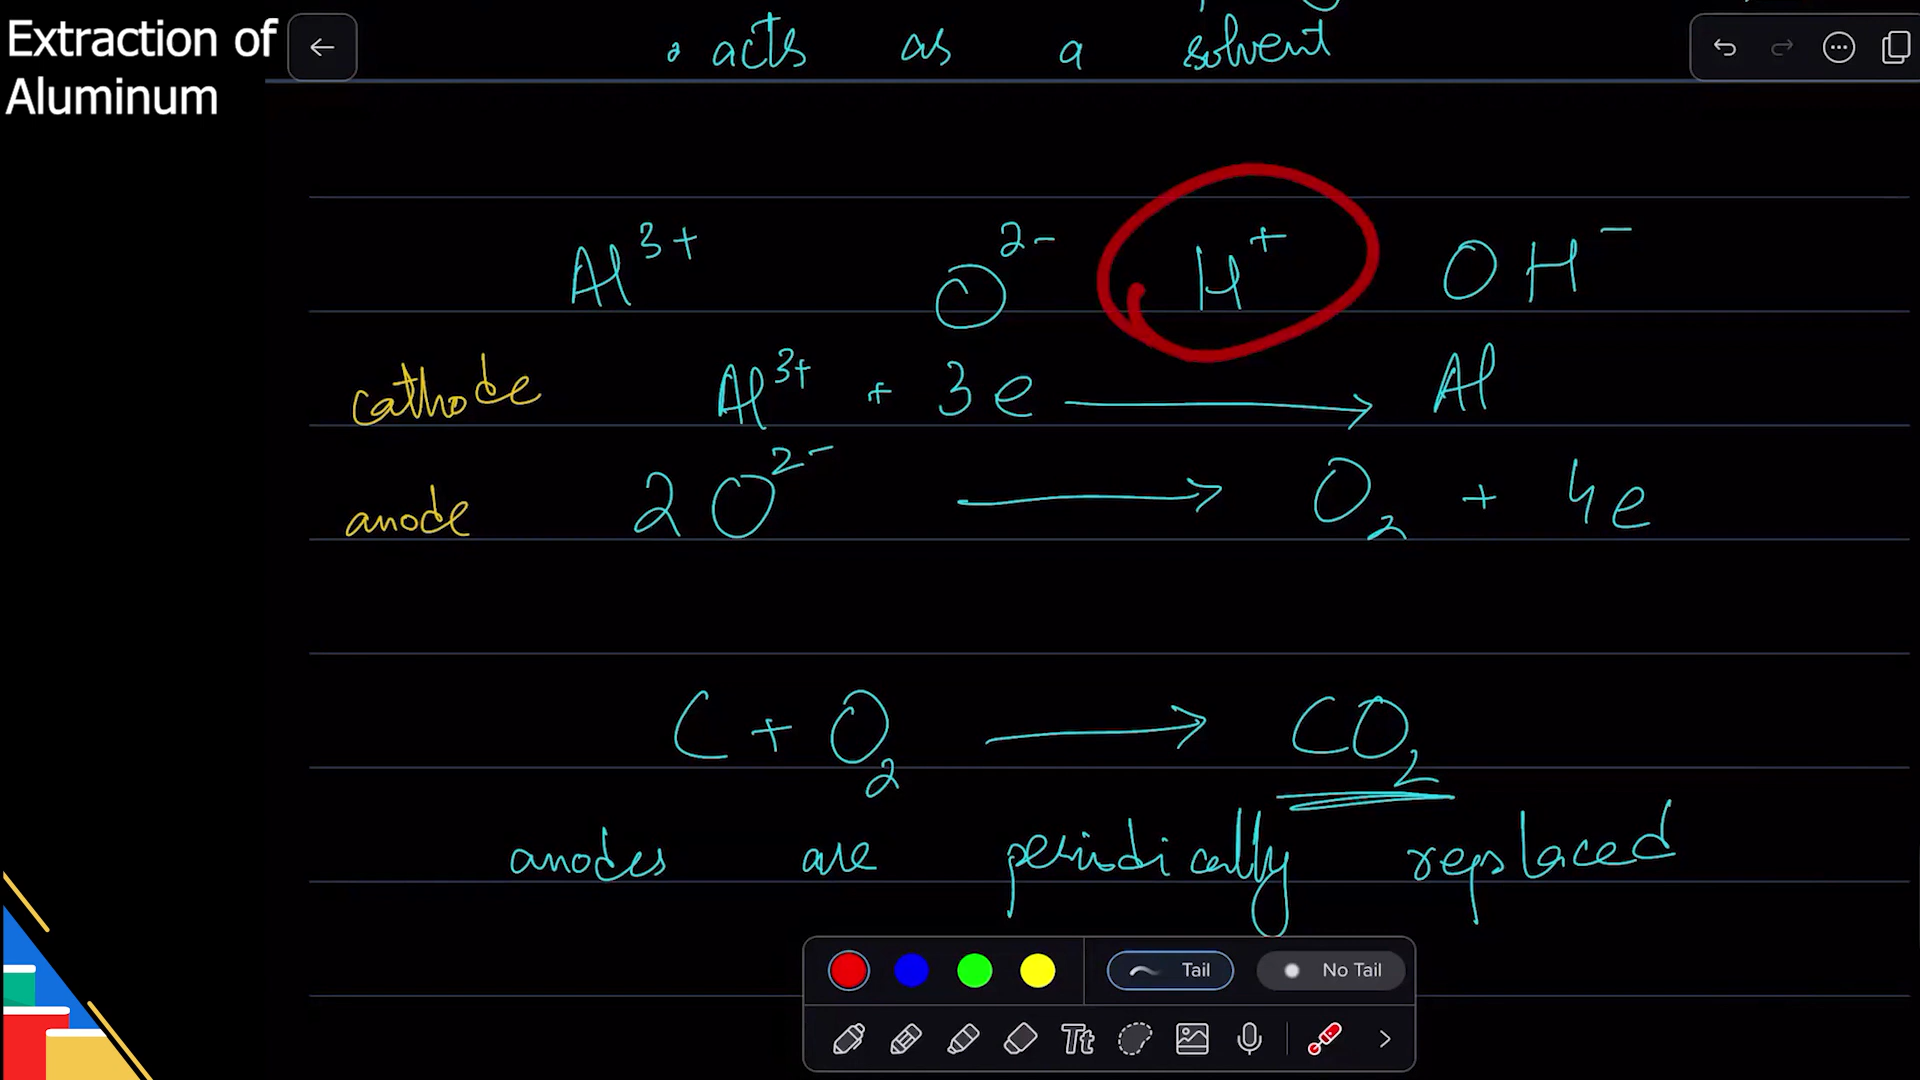 Extraction of
Aluminum
• acts as a solvent
Al³⁺ O²⁻ H⁺ OH⁻
cathode Al³⁺ + 3e ⟶ Al
anode 2O²⁻ ⟶ O₂ + 4e
C + O₂ ⟶ CO₂
anodes are periodically replaced
Tail No Tail
Tt